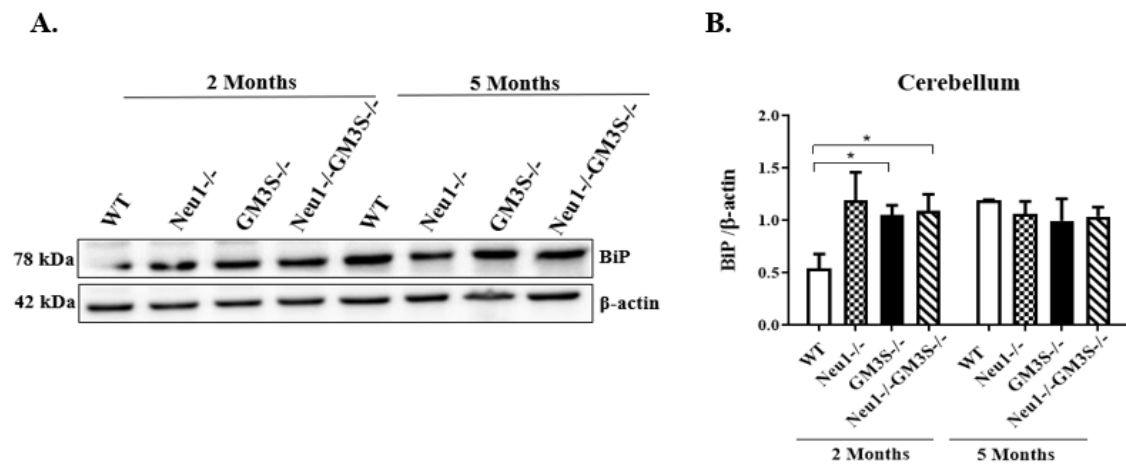 A.
2 Months
5 Months
WT
Neu1-/-
GM3S-/-
Neu1-/-GM3S-/-
WT
Neu1-/-
GM3S-/-
Neu1-/-GM3S-/-
78 kDa
BiP
42 kDa
β-actin
B.
Cerebellum
BiP /β-actin
2.0
1.5
1.0
0.5
0.0
*
*
WT
Neu1-/-
GM3S-/-
Neu1-/-GM3S-/-
WT
Neu1-/-
GM3S-/-
Neu1-/-GM3S-/-
2 Months
5 Months